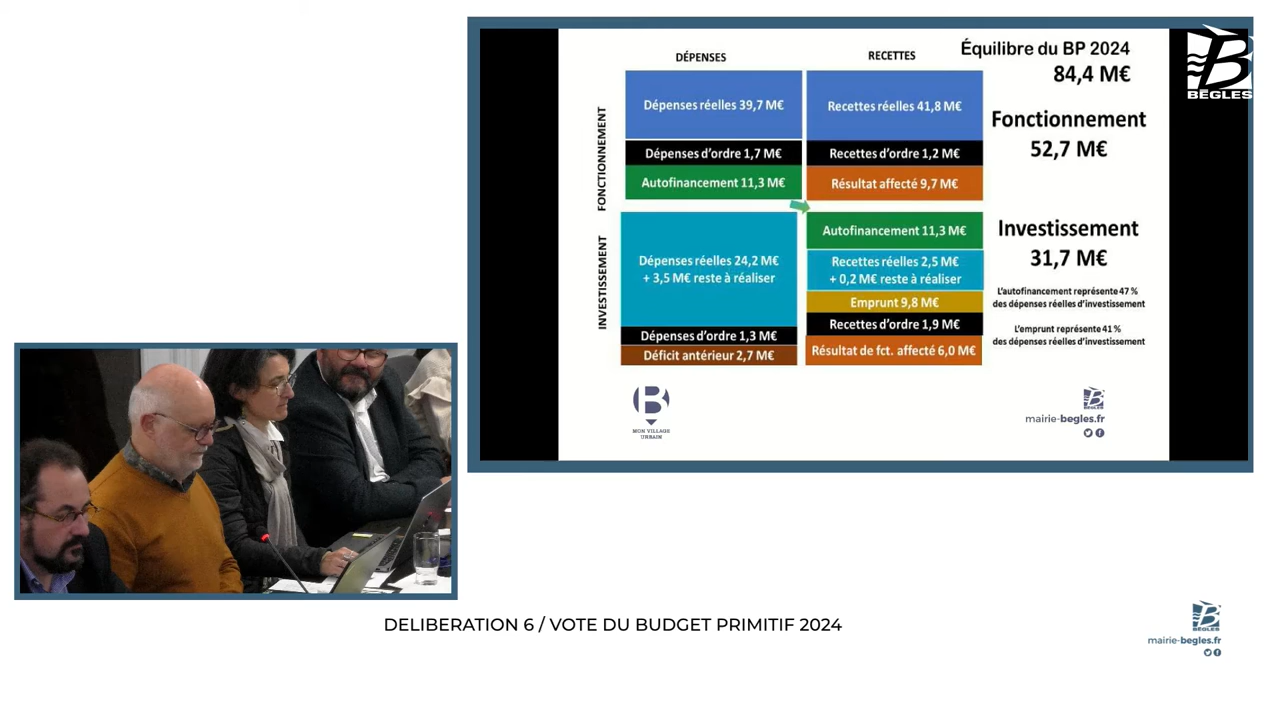 DÉPENSES
RECETTES
Équilibre du BP 2024
84,4 M€
BÈGLES
FONCTIONNEMENT
Dépenses réelles 39,7 M€
Recettes réelles 41,8 M€
Fonctionnement
52,7 M€
Dépenses d'ordre 1,7 M€
Recettes d'ordre 1,2 M€
Autofinancement 11,3 M€
Résultat affecté 9,7 M€
INVESTISSEMENT
Dépenses réelles 24,2 M€
+ 3,5 M€ reste à réaliser
Dépenses d'ordre 1,3 M€
Déficit antérieur 2,7 M€
Autofinancement 11,3 M€
Recettes réelles 2,5 M€
+ 0,2 M€ reste à réaliser
Emprunt 9,8 M€
Recettes d'ordre 1,9 M€
Résultat de fct. affecté 6,0 M€
Investissement
31,7 M€
L'autofinancement représente 47 %
des dépenses réelles d'investissement
L'emprunt représente 41 %
des dépenses réelles d'investissement
MON VILLAGE
URBAIN
BÈGLES
mairie-begles.fr
DELIBERATION 6 / VOTE DU BUDGET PRIMITIF 2024
BÈGLES
mairie-begles.fr